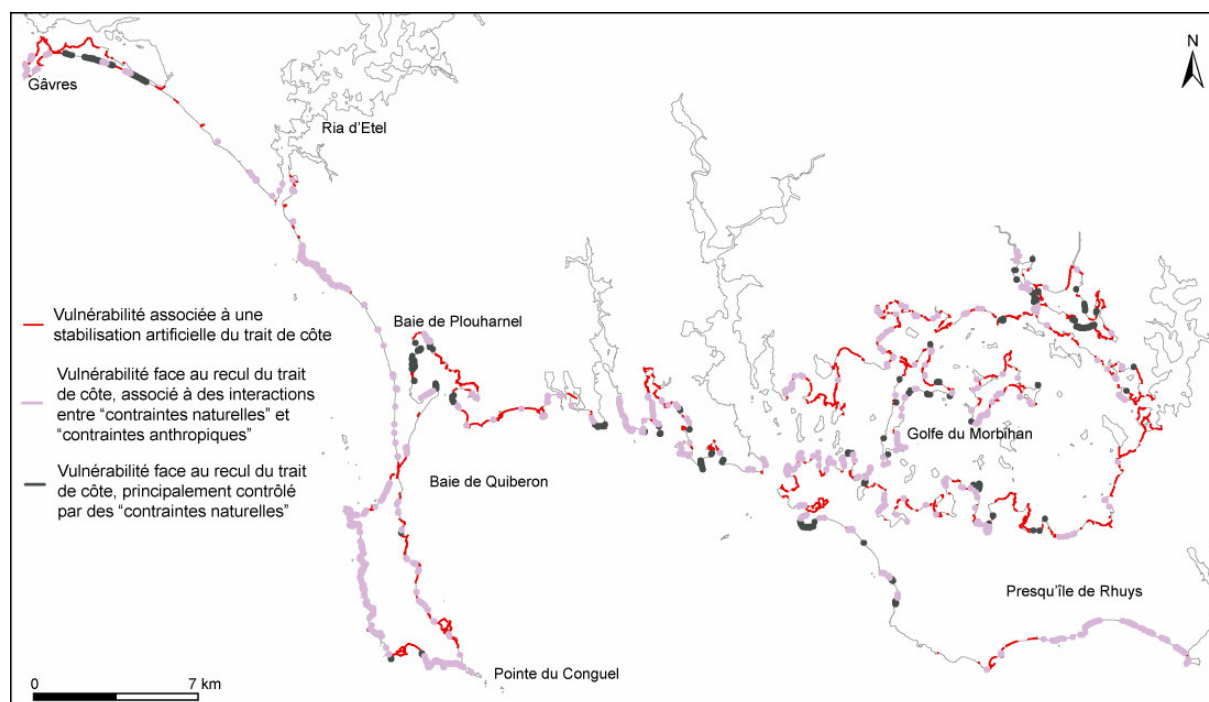 N
Gâvres
Ria d'Etel
Vulnérabilité associée à une
stabilisation artificielle du trait de côte
Baie de Plouharnel
Vulnérabilité face au recul du trait
de côte, associé à des interactions
entre “contraintes naturelles” et
“contraintes anthropiques”
Golfe du Morbihan
Vulnérabilité face au recul du trait
de côte, principalement contrôlé
par des “contraintes naturelles”
Baie de Quiberon
Presqu'île de Rhuys
Pointe du Conguel
0 7 km